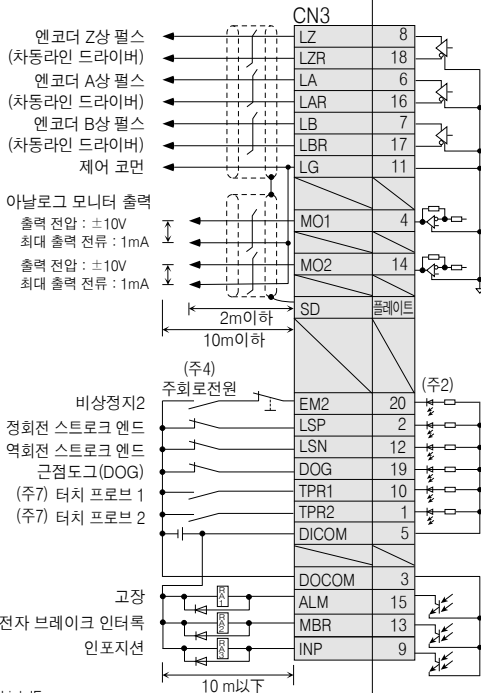 CN3
엔코더 Z상 펄스 LZ 8
(차동라인 드라이버) LZR 18
엔코더 A상 펄스 LA 6
(차동라인 드라이버) LAR 16
엔코더 B상 펄스 LB 7
(차동라인 드라이버) LBR 17
제어 코먼 LG 11
아날로그 모니터 출력
출력 전압 : ±10V MO1 4
최대 출력 전류 : 1mA
출력 전압 : ±10V MO2 14
최대 출력 전류 : 1mA
SD 플레이트
2m이하
10m이하
(주4)
주회로전원 (주2)
비상정지2 EM2 20
정회전 스트로크 엔드 LSP 2
역회전 스트로크 엔드 LSN 12
근점도그(DOG) DOG 19
(주7) 터치 프로브 1 TPR1 10
(주7) 터치 프로브 2 TPR2 1
DICOM 5
DOCOM 3
고장 RA1 ALM 15
전자 브레이크 인터록 RA2 MBR 13
인포지션 RA3 INP 9
10 m以下